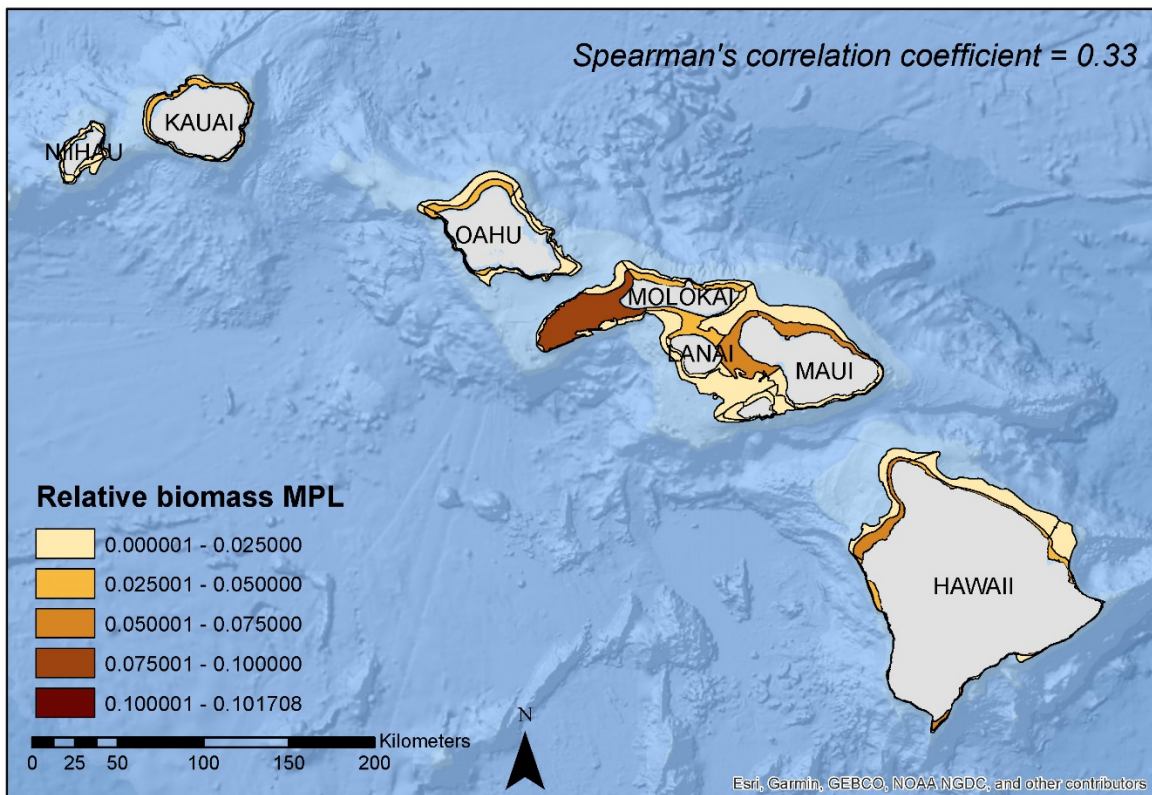 Spearman's correlation coefficient = 0.33
KAUAI
NIIHAU
OAHU
MOLOKAI
LANAI
MAUI
HAWAII
Relative biomass MPL
0.000001 - 0.025000
0.025001 - 0.050000
0.050001 - 0.075000
0.075001 - 0.100000
0.100001 - 0.101708
N
Kilometers
0 25 50 100 150 200
Esri, Garmin, GEBCO, NOAA NGDC, and other contributors